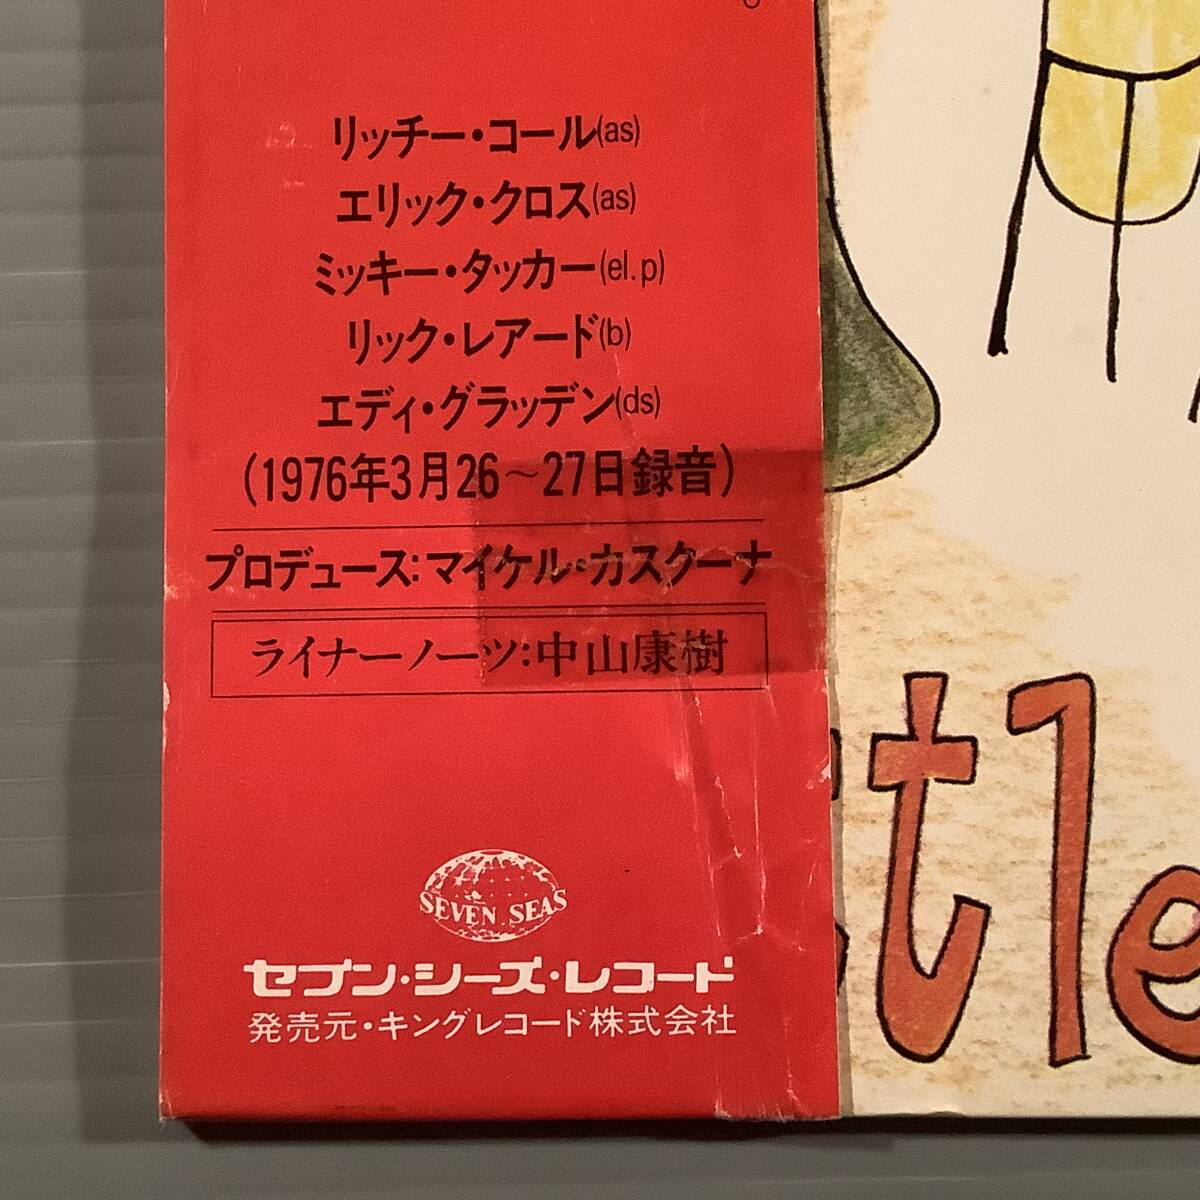 リッチー・コール(as)
エリック・クロス(as)
ミッキー・タッカー(el.p)
リック・レアード(b)
エディ・グラッデン(ds)
(1976年3月26〜27日録音)
プロデュース:マイケル・カスクーナ
ライナーノーツ:中山康樹
SEVEN SEAS
セブン・シーズ・レコード
発売元・キングレコード株式会社
tle